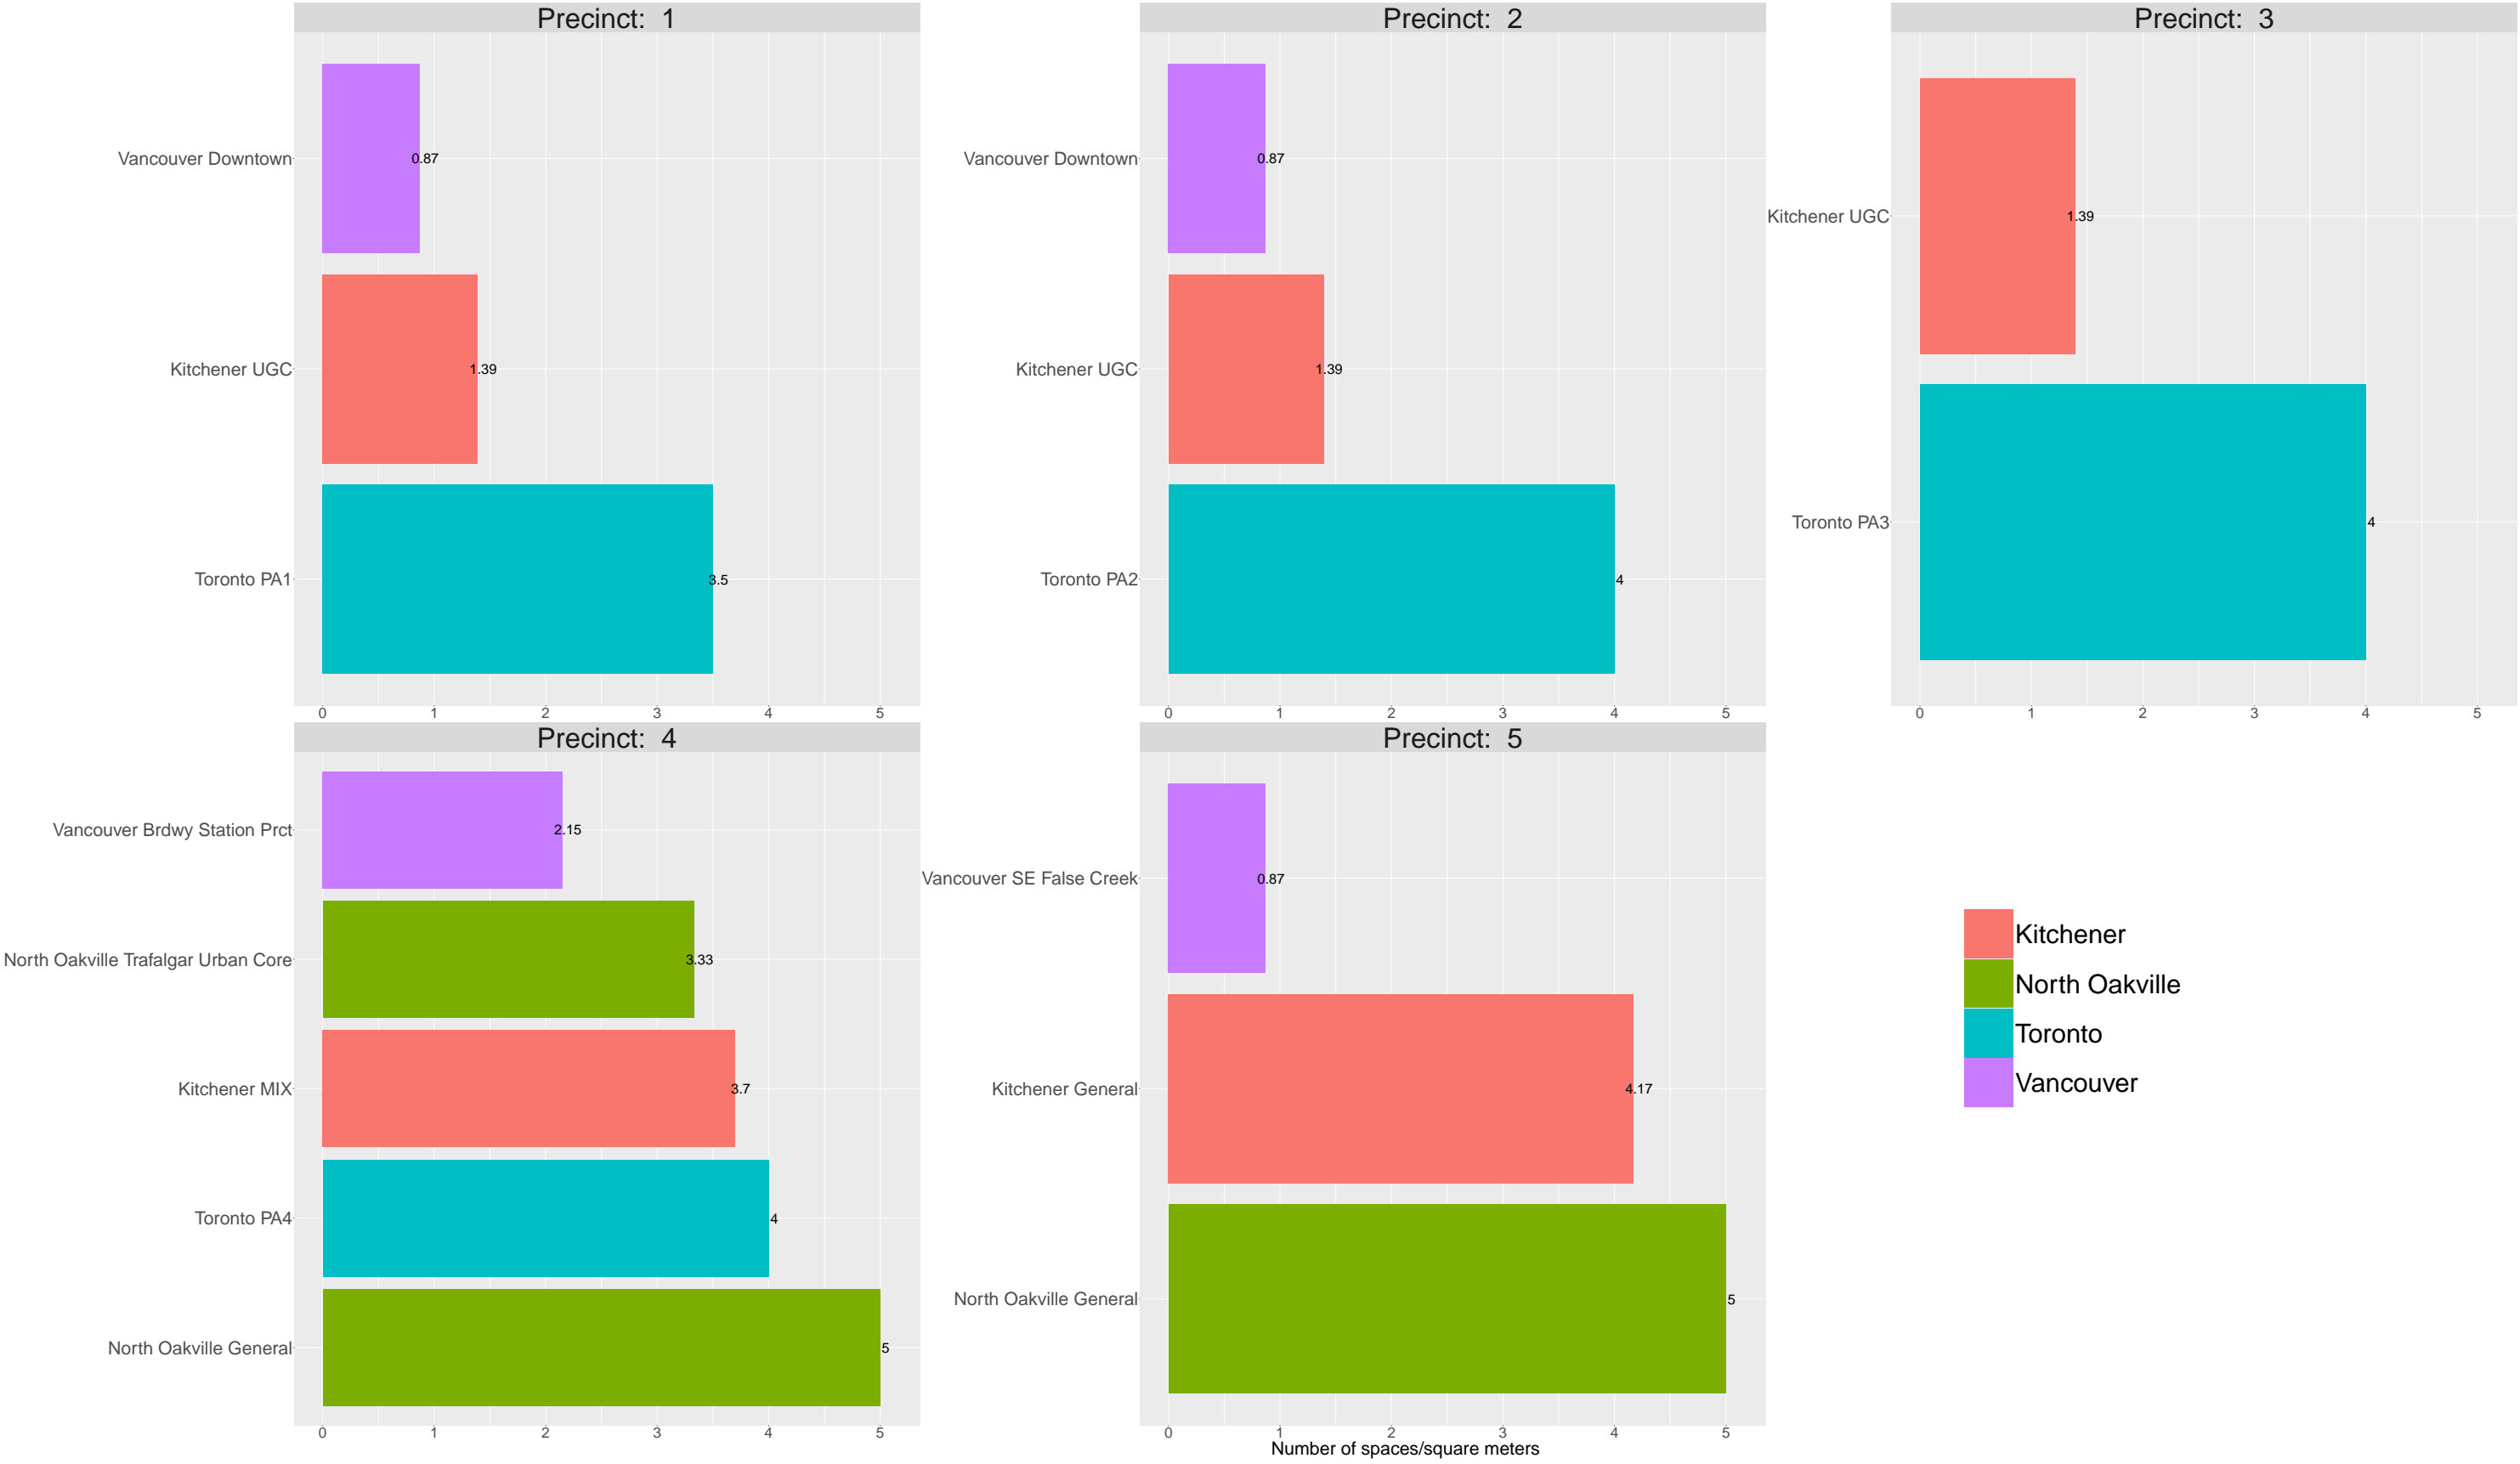 Precinct: 1
Vancouver Downtown
0.87
Kitchener UGC
1.39
Toronto PA1
3.5
0 1 2 3 4 5
Precinct: 2
Vancouver Downtown
0.87
Kitchener UGC
1.39
Toronto PA2
4
0 1 2 3 4 5
Precinct: 3
Kitchener UGC
1.39
Toronto PA3
4
0 1 2 3 4 5
Precinct: 4
Vancouver Brdwy Station Prct
2.15
North Oakville Trafalgar Urban Core
3.33
Kitchener MIX
3.7
Toronto PA4
4
North Oakville General
5
0 1 2 3 4 5
Precinct: 5
Vancouver SE False Creek
0.87
Kitchener General
4.17
North Oakville General
5
0 1 2 3 4 5
Number of spaces/square meters
Kitchener
North Oakville
Toronto
Vancouver